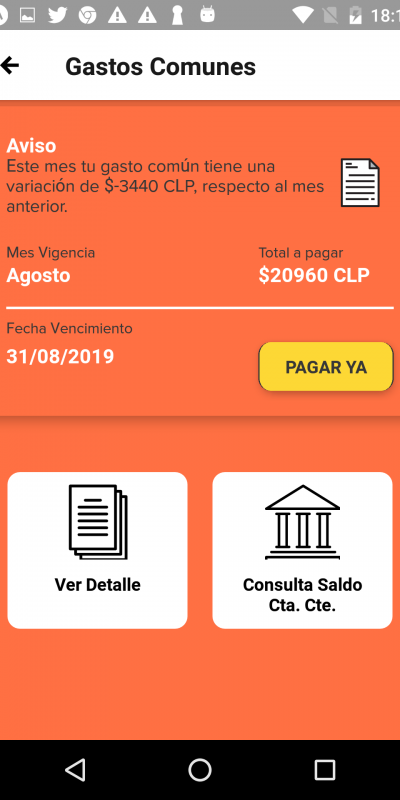 18:1
Gastos Comunes
Aviso
Este mes tu gasto común tiene una
variación de $-3440 CLP, respecto al mes
anterior.
Mes Vigencia
Total a pagar
Agosto
$20960 CLP
Fecha Vencimiento
31/08/2019
PAGAR YA
Ver Detalle
Consulta Saldo
Cta. Cte.